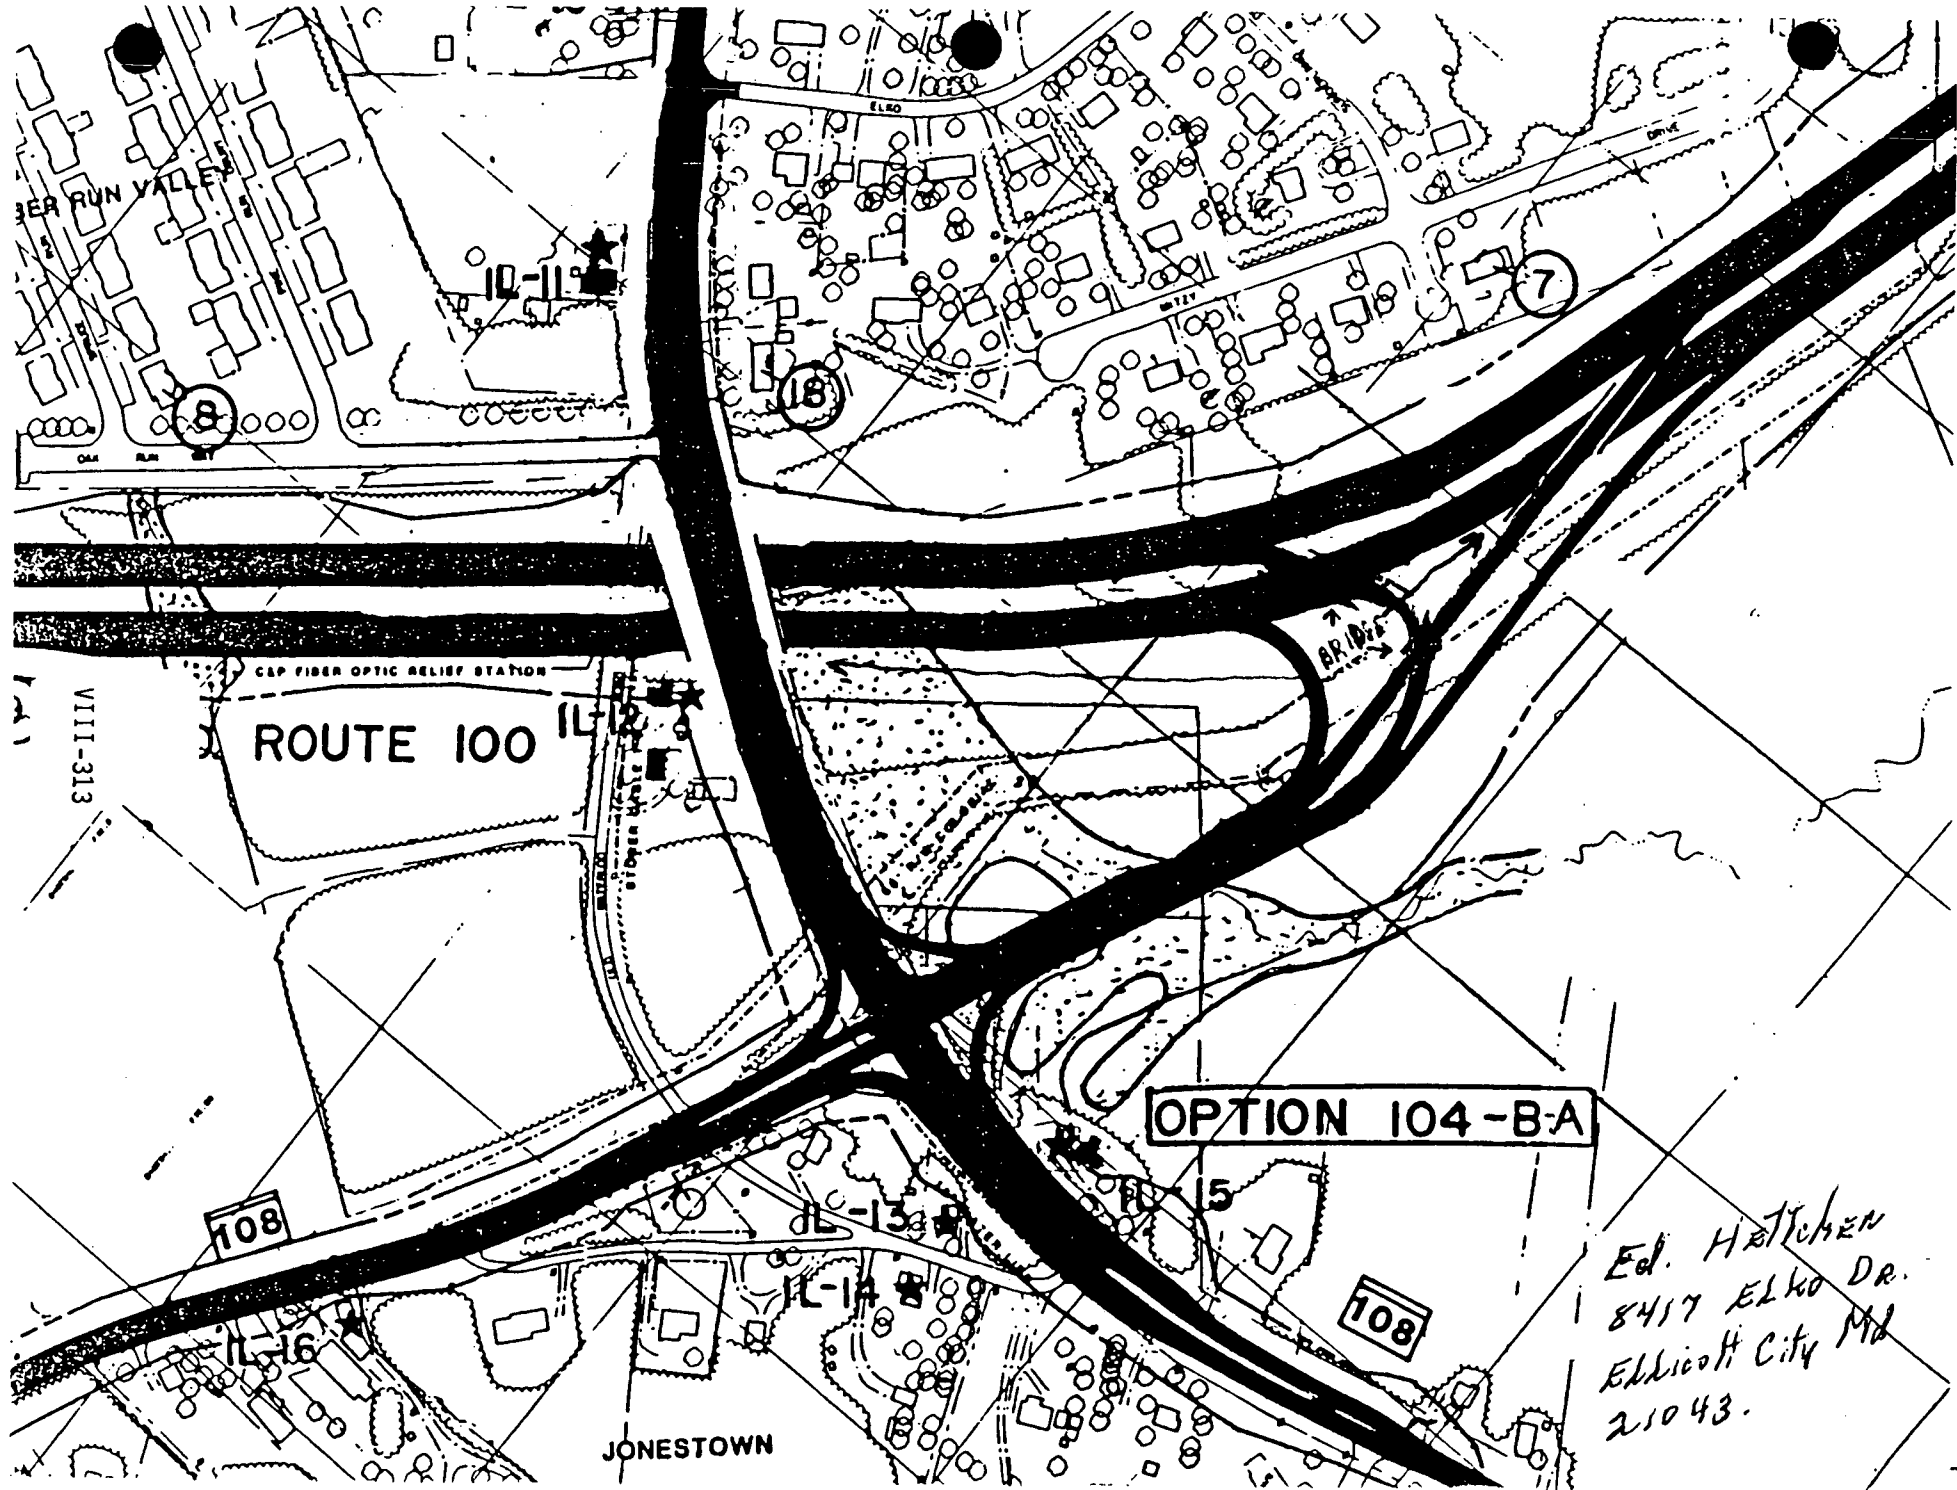 ELKO
DRIVE
BER RUN VALLEY
IL-11
7
18
8
OAK RUN WAY
BRIDGE
C&P FIBER OPTIC RELIEF STATION
VIII-313
ROUTE 100
IL-12
WATERLOO
OPTION 104-B-A
108
IL-13
IL-15
IL-14
108
IL-16
JONESTOWN
Ed. Hettchen
8417 ELKO DR.
Ellicott City Md
21043.